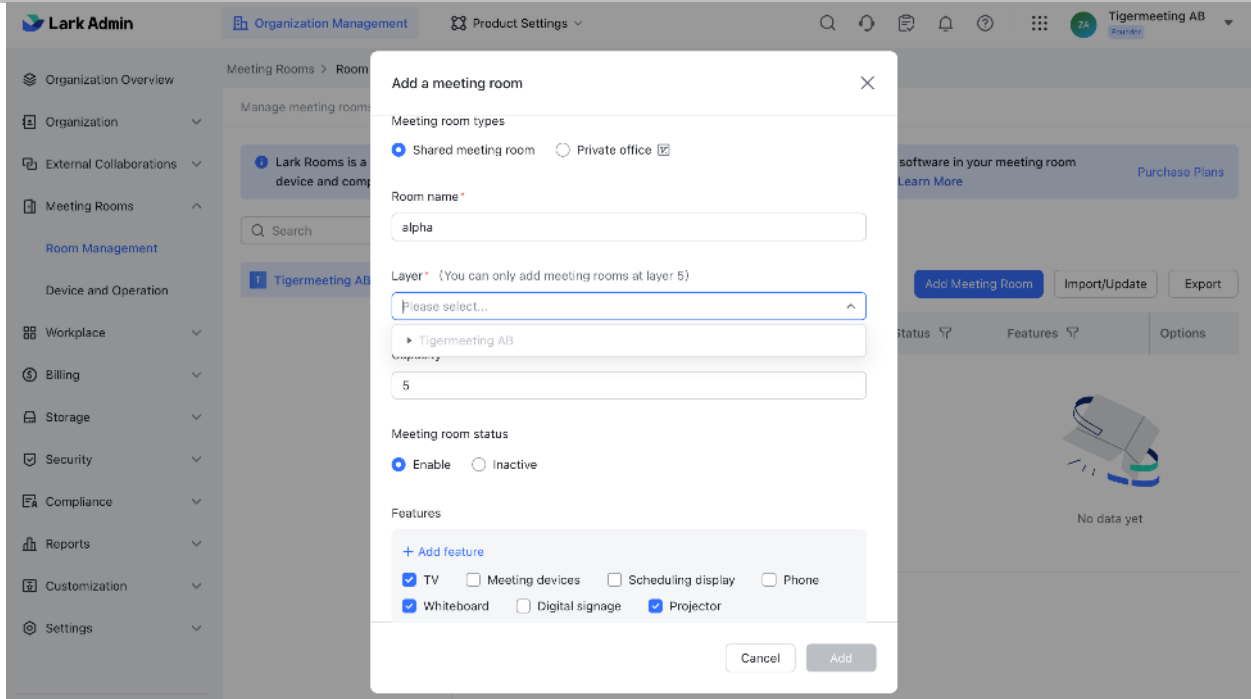 Lark Admin
Organization Management
Product Settings
ZA
Tigermeeting AB
Founder
Organization Overview
Organization
External Collaborations
Meeting Rooms
Room Management
Device and Operation
Workplace
Billing
Storage
Security
Compliance
Reports
Customization
Settings
Meeting Rooms > Room
Manage meeting rooms
Lark Rooms is a
device and comp
software in your meeting room
Learn More
Purchase Plans
Search
T
Tigermeeting AB
Add Meeting Room
Import/Update
Export
Status
Features
Options
No data yet
Add a meeting room
Meeting room types
Shared meeting room
Private office
Room name*
alpha
Layer* (You can only add meeting rooms at layer 5)
Please select...
Tigermeeting AB
Capacity
5
Meeting room status
Enable
Inactive
Features
+ Add feature
TV
Meeting devices
Scheduling display
Phone
Whiteboard
Digital signage
Projector
Cancel
Add